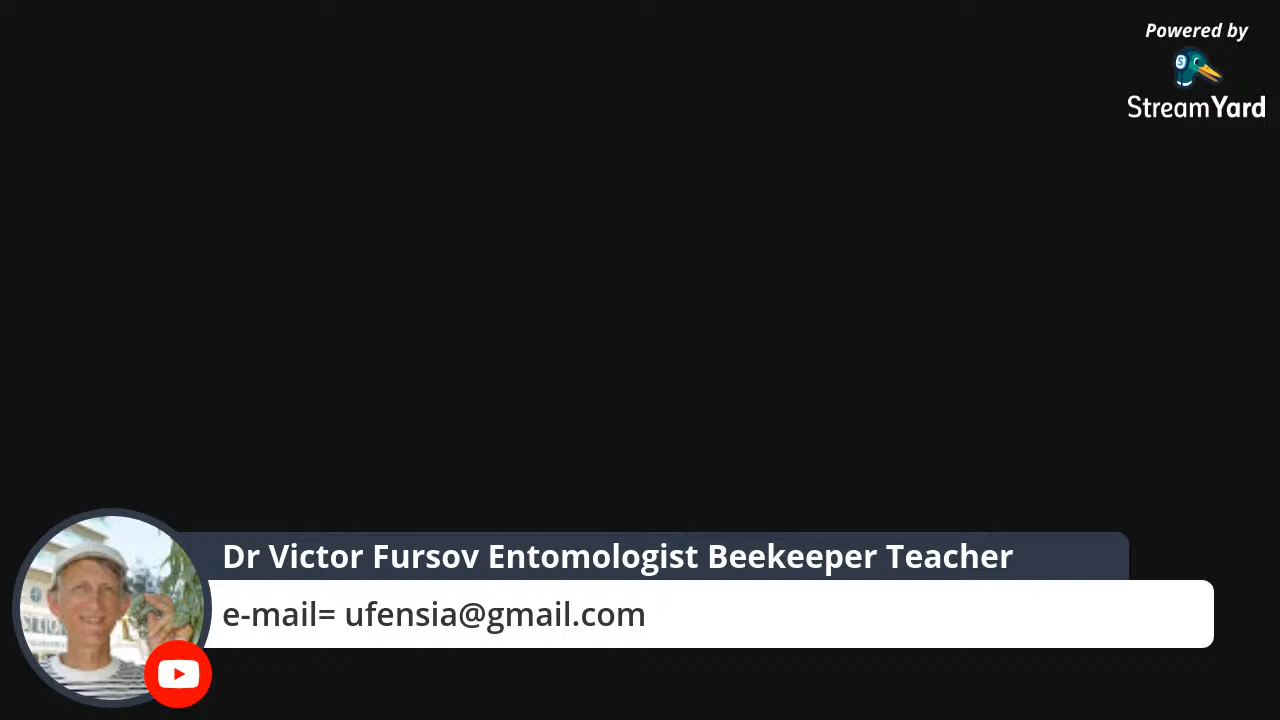 Powered by
StreamYard
Dr Victor Fursov Entomologist Beekeeper Teacher
e-mail= ufensia@gmail.com